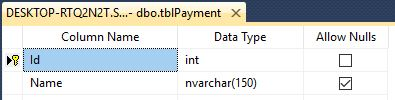 DESKTOP-RTQ2N2T.S...- dbo.tblPayment
Column Name Data Type Allow Nulls
Id int
Name nvarchar(150)